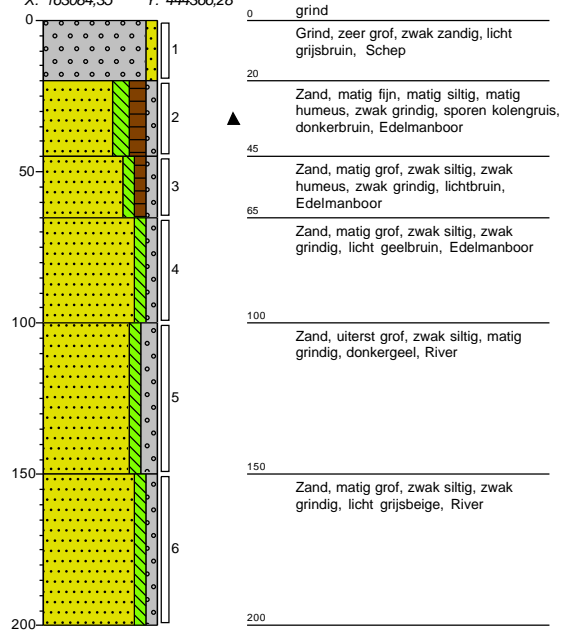 0
grind
0
1
Grind, zeer grof, zwak zandig, licht
grijsbruin, Schep
20
2
Zand, matig fijn, matig siltig, matig
humeus, zwak grindig, sporen kolengruis,
donkerbruin, Edelmanboor
45
50
3
Zand, matig grof, zwak siltig, zwak
humeus, zwak grindig, lichtbruin,
Edelmanboor
65
4
Zand, matig grof, zwak siltig, zwak
grindig, licht geelbruin, Edelmanboor
100
100
5
Zand, uiterst grof, zwak siltig, matig
grindig, donkergeel, River
150
150
6
Zand, matig grof, zwak siltig, zwak
grindig, licht grijsbeige, River
200
200